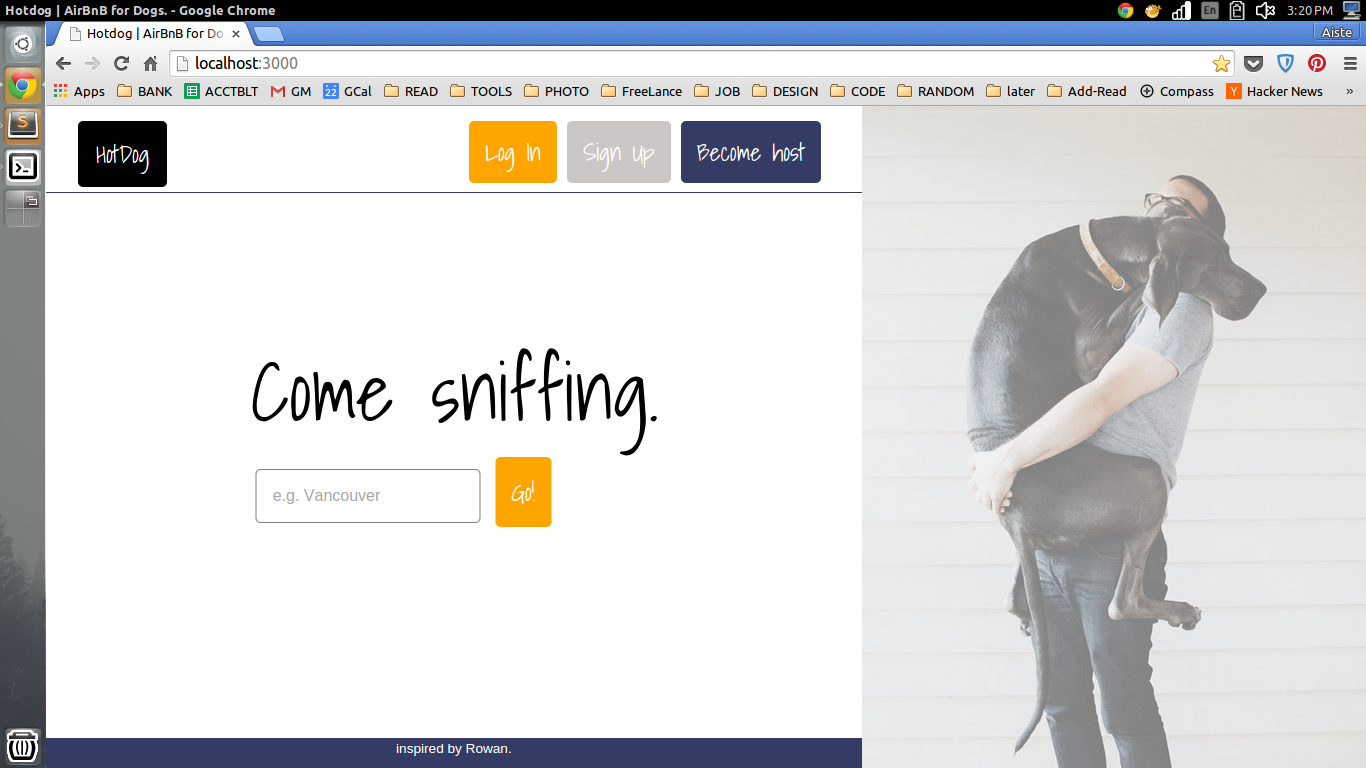 Hotdog | AirBnB for Dogs. - Google Chrome
En
3:20 PM
Hotdog | AirBnB for Do
Aiste
localhost:3000
Apps BANK ACCTBLT GM 22 GCal READ TOOLS PHOTO FreeLance JOB DESIGN CODE RANDOM later Add-Read Compass Y Hacker News »
HotDog
Log In
Sign Up
Become host
Come sniffing.
e.g. Vancouver
Go!
inspired by Rowan.